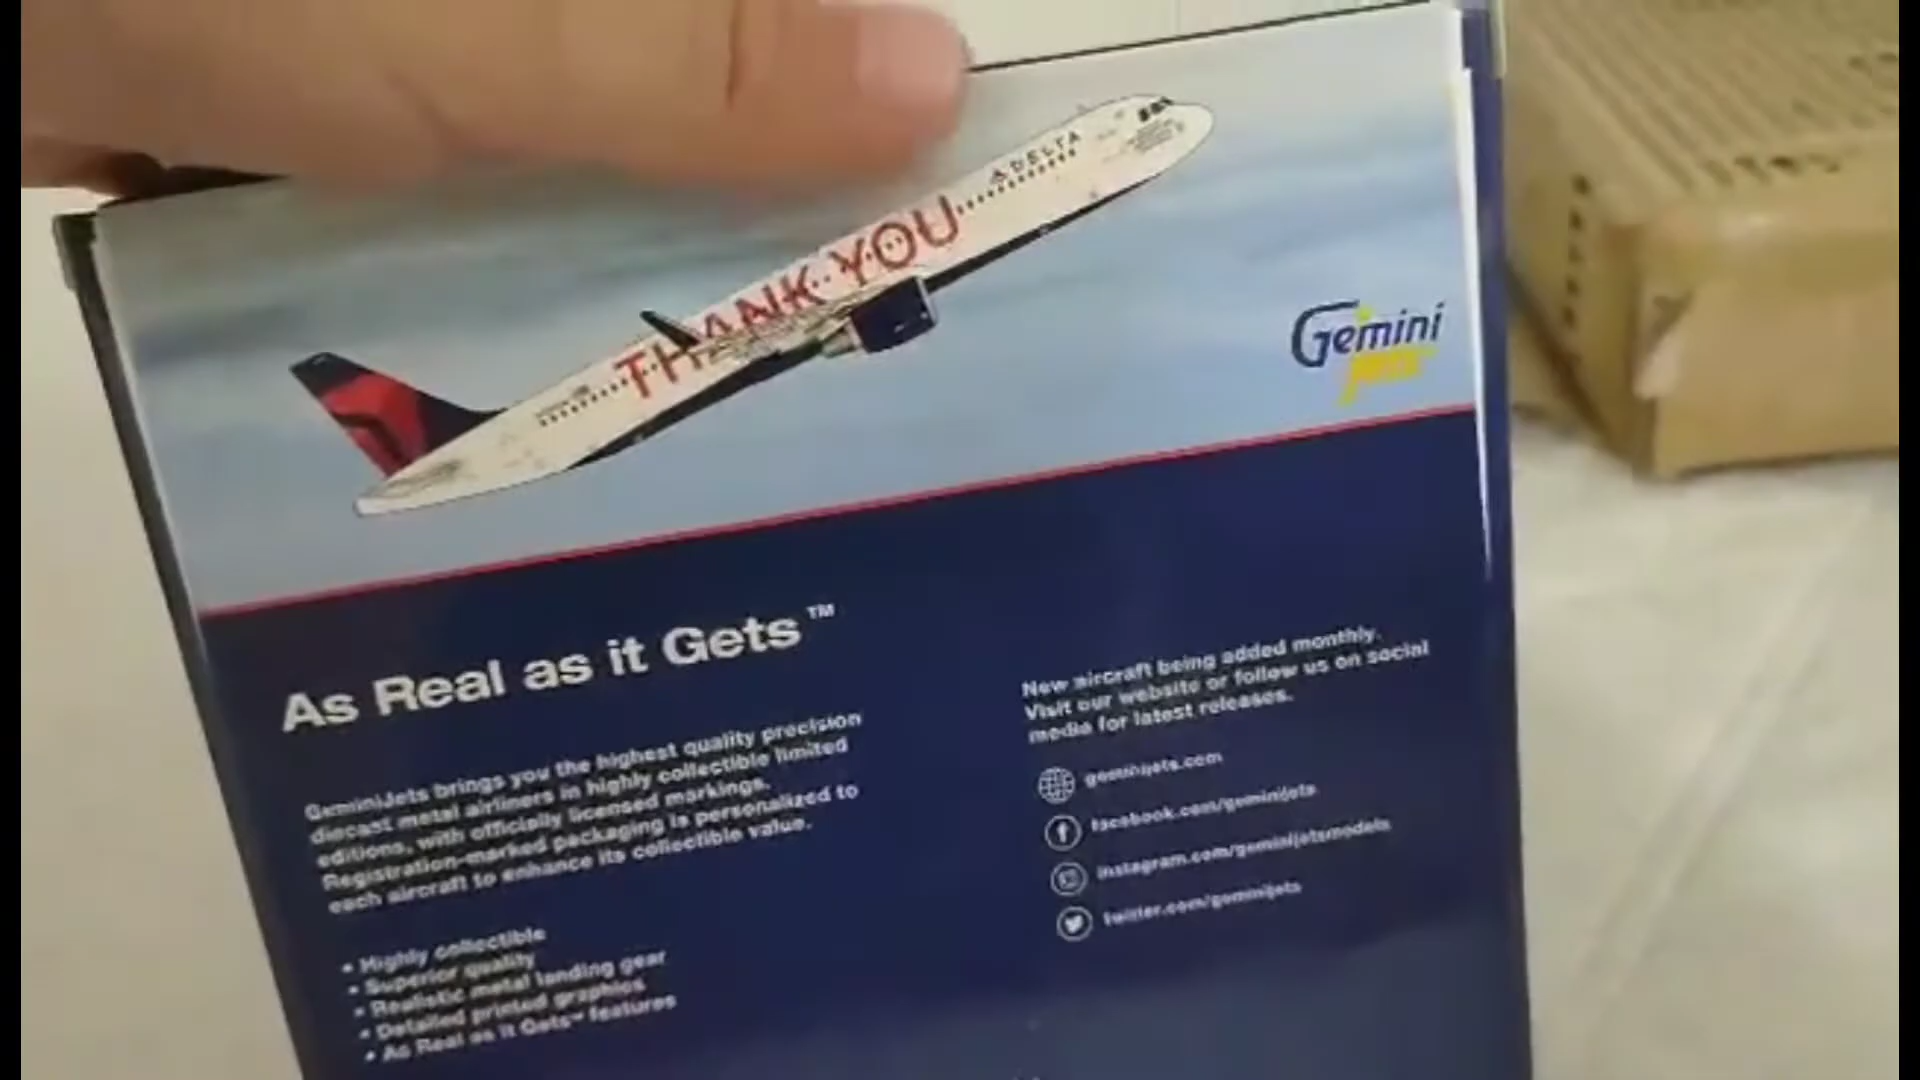 DELTA
THANK YOU
Gemini
Jets
As Real as it Gets™
GeminiJets brings you the highest quality precision
diecast metal airliners in highly collectible limited
editions, with officially licensed markings.
Registration-marked packaging is personalized to
each aircraft to enhance its collectible value.
• Highly collectible
• Superior quality
• Realistic metal landing gear
• Detailed printed graphics
• As Real as it Gets™ features
New aircraft being added monthly.
Visit our website or follow us on social
media for latest releases.
geminijets.com
facebook.com/geminijets
instagram.com/geminijetsmodels
twitter.com/geminijets